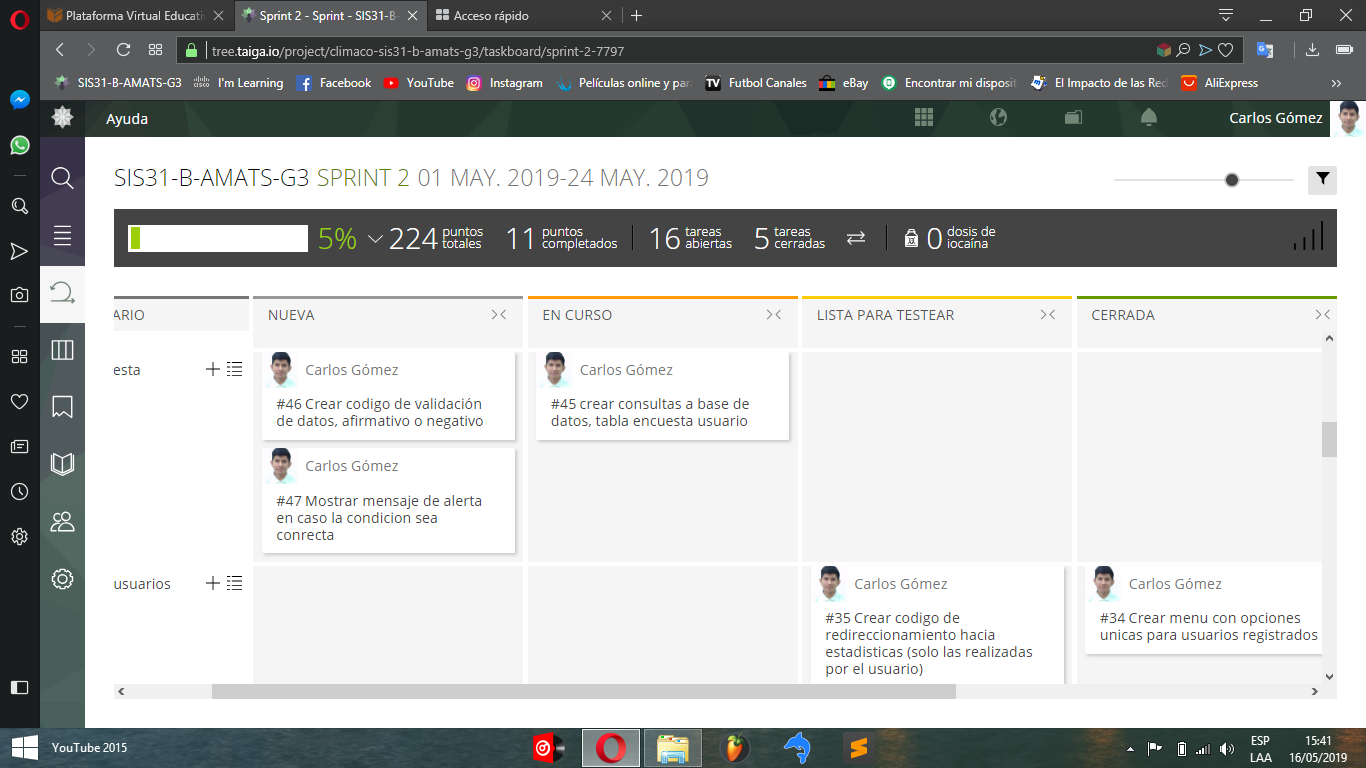 Plataforma Virtual Educativ
Sprint 2 - Sprint - SIS31-B-
Acceso rápido
tree.taiga.io/project/climaco-sis31-b-amats-g3/taskboard/sprint-2-7797
SIS31-B-AMATS-G3
I'm Learning
Facebook
YouTube
Instagram
Películas online y par
TV
Futbol Canales
eBay
Encontrar mi disposit
El Impacto de las Red
AliExpress
Ayuda
Carlos Gómez
SIS31-B-AMATS-G3 SPRINT 2 01 MAY. 2019-24 MAY. 2019
5%
224 puntos totales
11 puntos completados
16 tareas abiertas
5 tareas cerradas
0 dosis de iocaína
ARIO
NUEVA
EN CURSO
LISTA PARA TESTEAR
CERRADA
esta
Carlos Gómez
#46 Crear codigo de validación
de datos, afirmativo o negativo
Carlos Gómez
#45 crear consultas a base de
datos, tabla encuesta usuario
Carlos Gómez
#47 Mostrar mensaje de alerta
en caso la condicion sea
conrecta
usuarios
Carlos Gómez
#35 Crear codigo de
redireccionamiento hacia
estadisticas (solo las realizadas
por el usuario)
Carlos Gómez
#34 Crear menu con opciones
unicas para usuarios registrados
YouTube 2015
ESP
LAA
15:41
16/05/2019